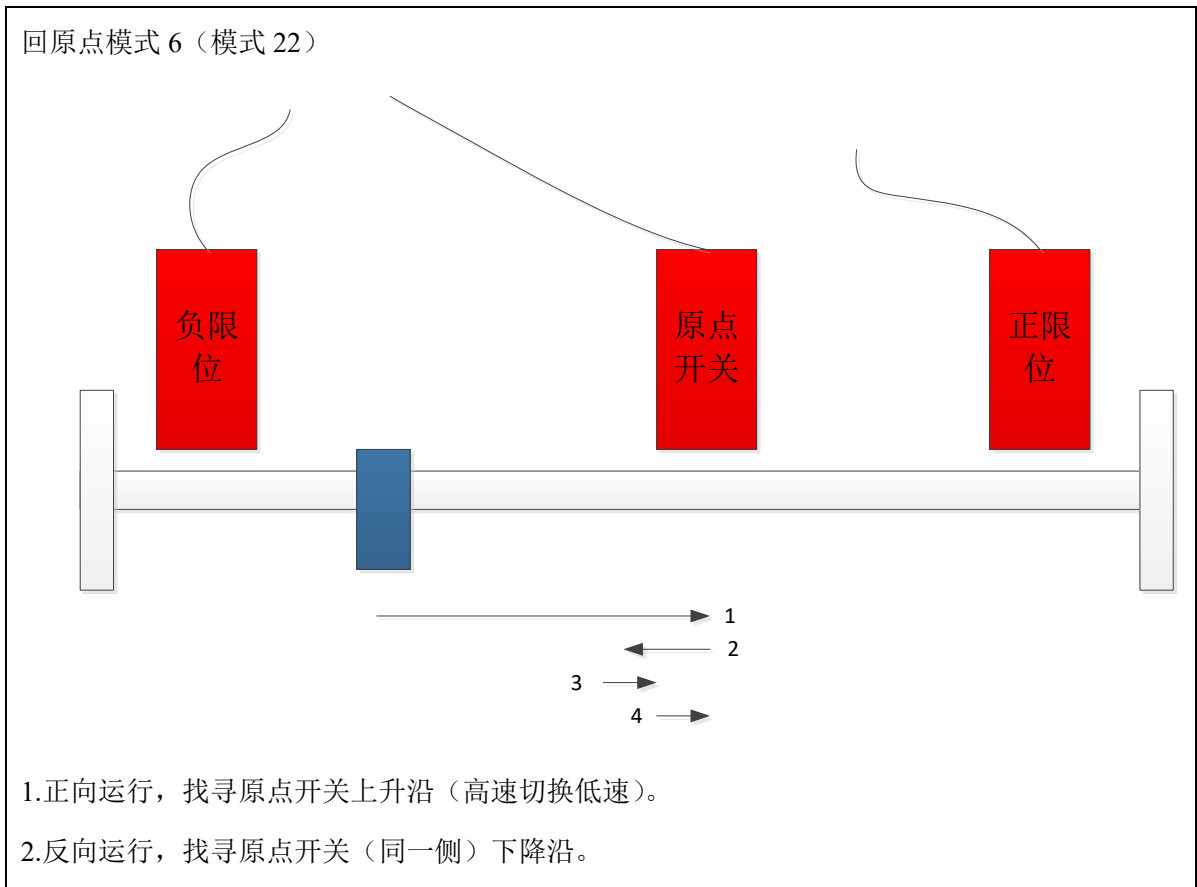 回原点模式 6（模式 22）
负限
位
原点
开关
正限
位
1
2
3
4
1.正向运行，找寻原点开关上升沿（高速切换低速）。
2.反向运行，找寻原点开关（同一侧）下降沿。